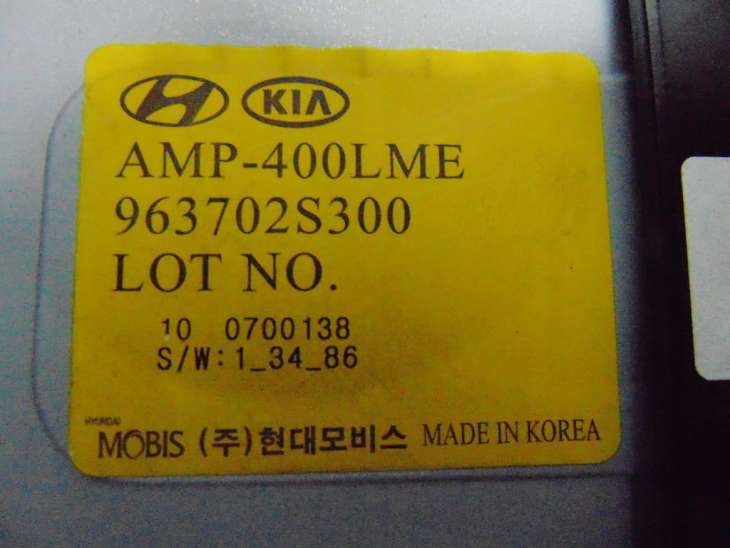 KIA
AMP-400LME
963702S300
LOT NO.
10 0700138
S/W:1_34_86
HYUNDAI
MOBIS (주)현대모비스 MADE IN KOREA